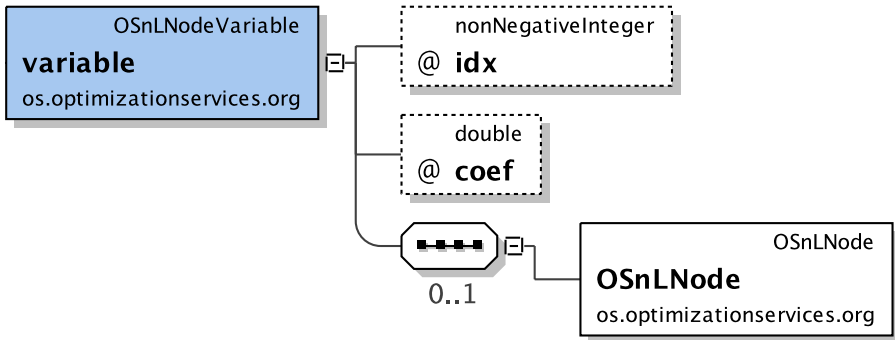 OSnLNodeVariable
variable
os.optimizationservices.org
nonNegativeInteger
@ idx
double
@ coef
0..1
OSnLNode
OSnLNode
os.optimizationservices.org